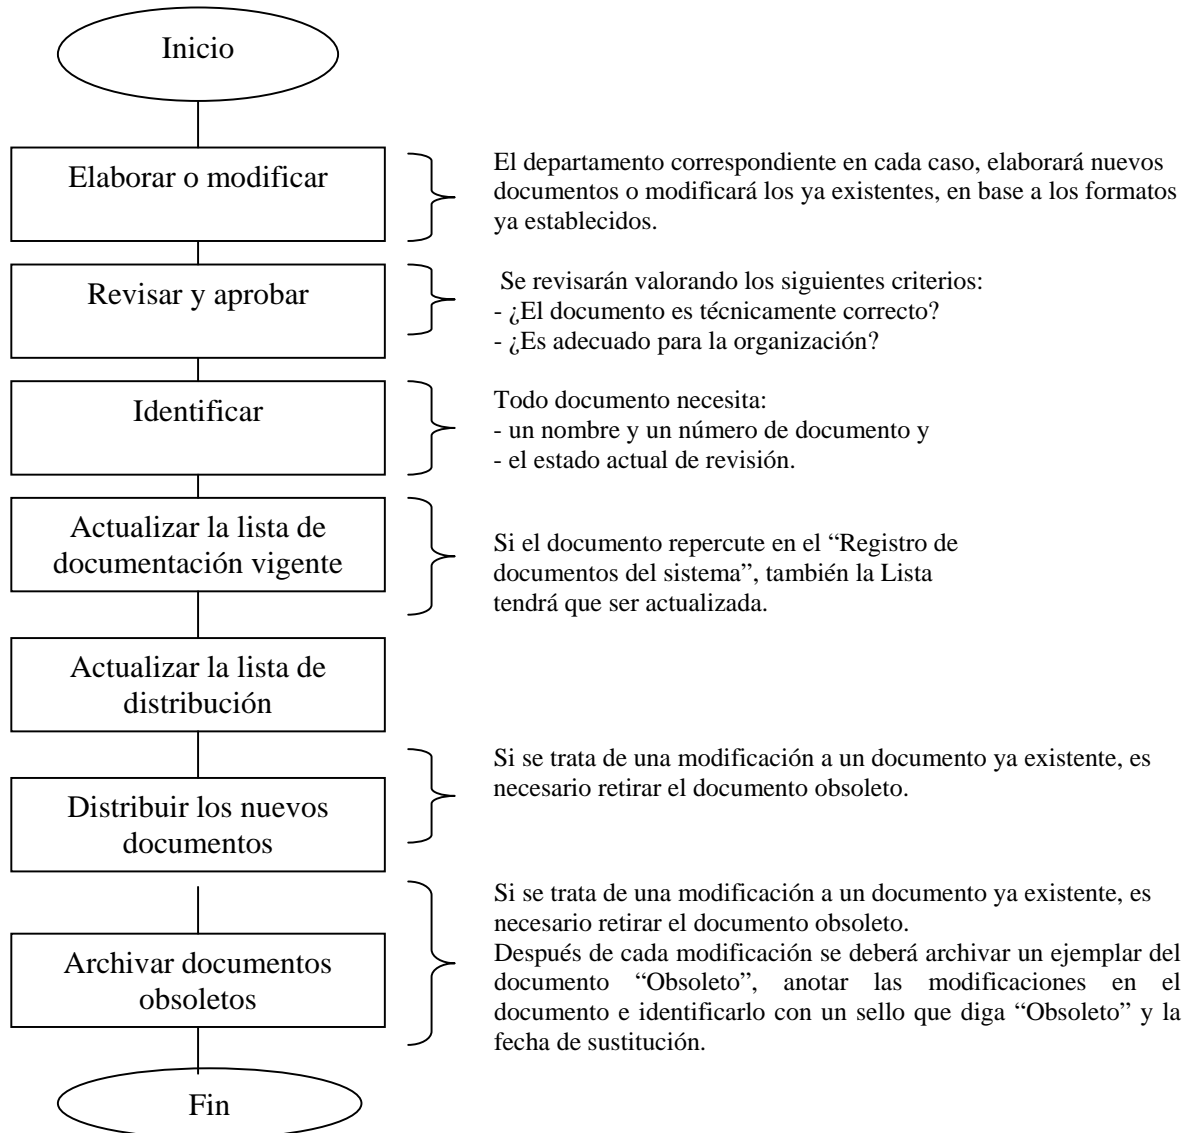 Inicio
Elaborar o modificar
El departamento correspondiente en cada caso, elaborará nuevos
documentos o modificará los ya existentes, en base a los formatos
ya establecidos.
Revisar y aprobar
Se revisarán valorando los siguientes criterios:
- ¿El documento es técnicamente correcto?
- ¿Es adecuado para la organización?
Identificar
Todo documento necesita:
- un nombre y un número de documento y
- el estado actual de revisión.
Actualizar la lista de
documentación vigente
Si el documento repercute en el “Registro de
documentos del sistema”, también la Lista
tendrá que ser actualizada.
Actualizar la lista de
distribución
Distribuir los nuevos
documentos
Si se trata de una modificación a un documento ya existente, es
necesario retirar el documento obsoleto.
Archivar documentos
obsoletos
Si se trata de una modificación a un documento ya existente, es
necesario retirar el documento obsoleto.
Después de cada modificación se deberá archivar un ejemplar del
documento “Obsoleto”, anotar las modificaciones en el
documento e identificarlo con un sello que diga “Obsoleto” y la
fecha de sustitución.
Fin